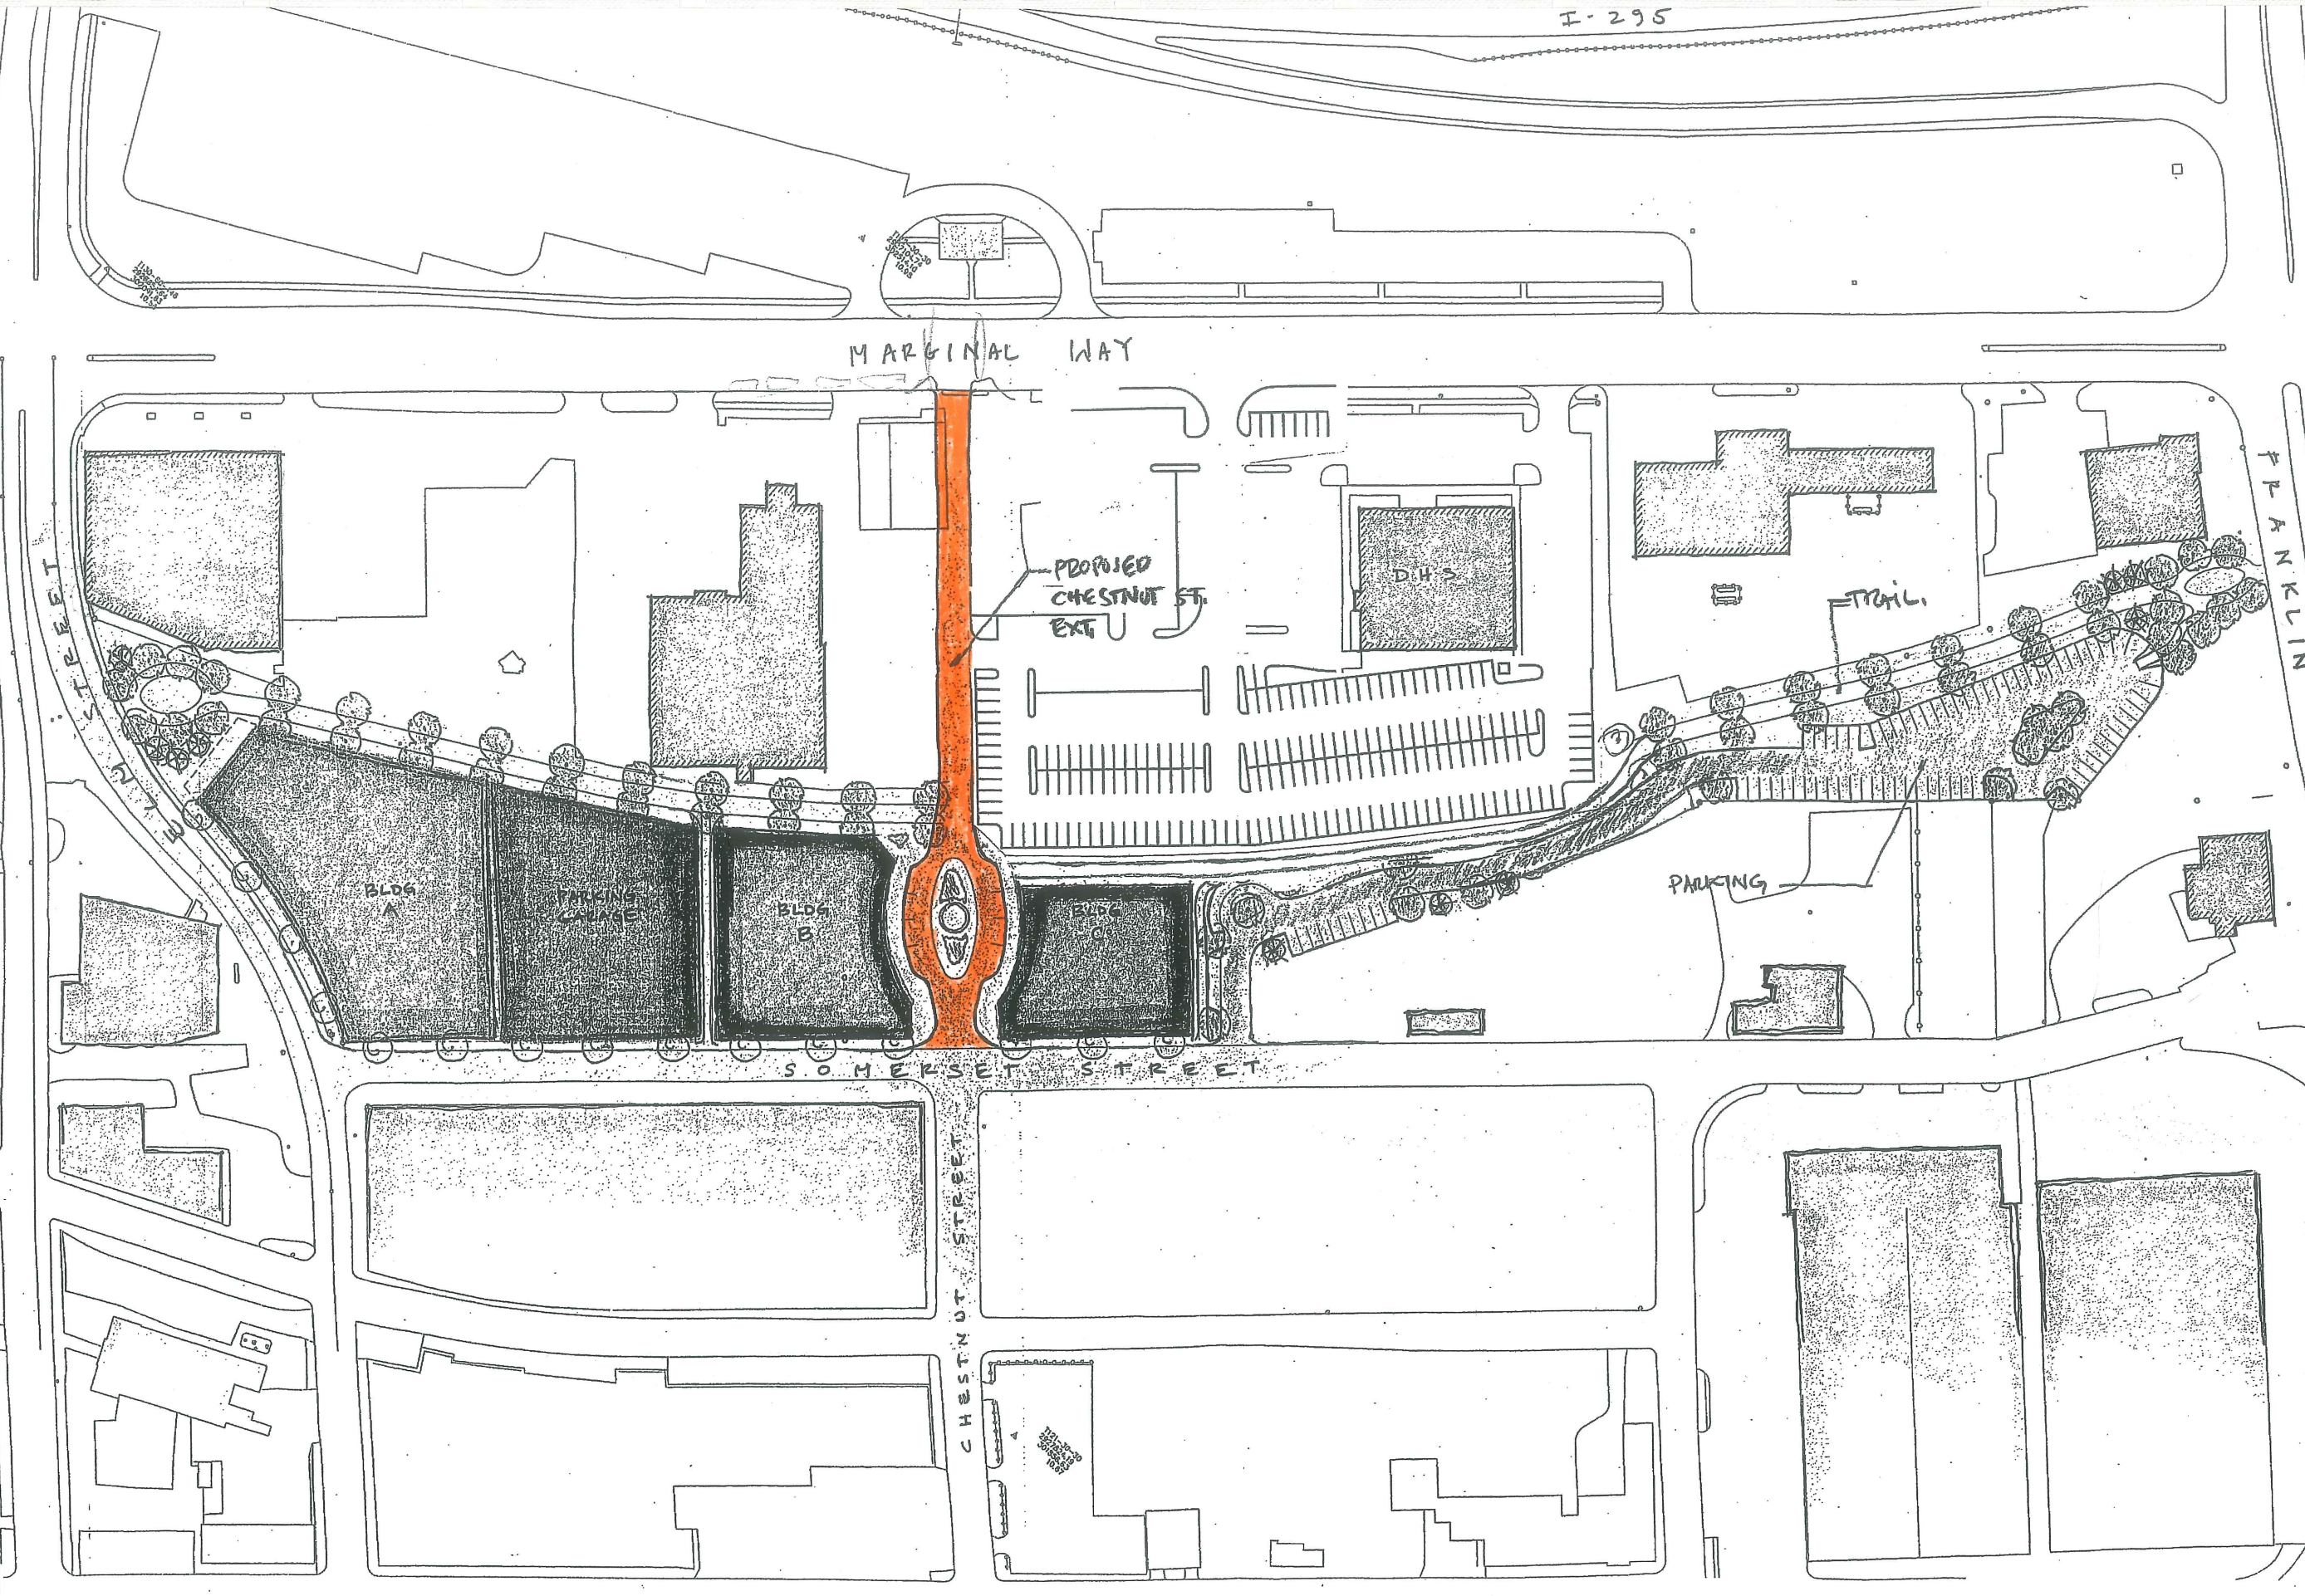 I-295
MARGINAL WAY
STREET
FRANKLIN
PROPOSED
CHESTNUT ST.
EXT.
D.H.S.
TRAIL.
BLDG
A
PARKING
GARAGE
BLDG
B
BLDG
C
PARKING
SOMERSET STREET
CHESTNUT STREET